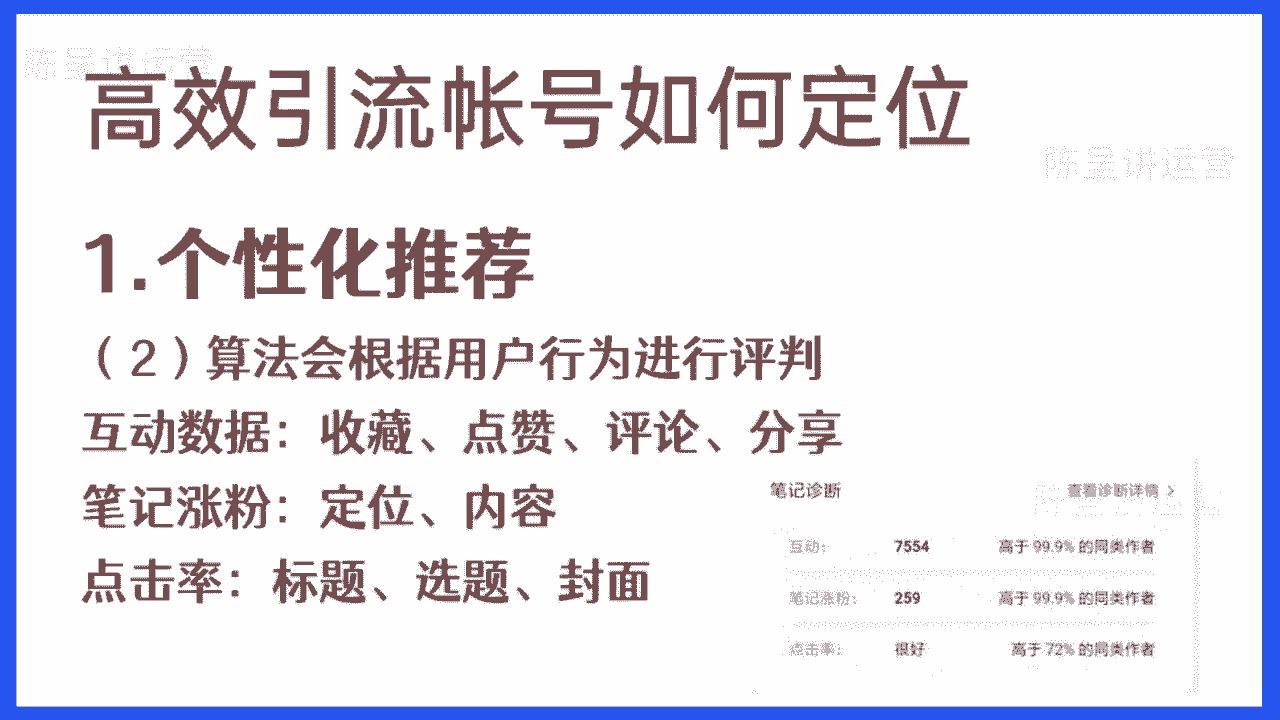 陈呈讲运营
高效引流帐号如何定位
陈呈讲运营
1.个性化推荐
（2）算法会根据用户行为进行评判
互动数据：收藏、点赞、评论、分享
笔记涨粉：定位、内容
点击率：标题、选题、封面
笔记诊断 查看诊断详情 >
互动： 7554 高于 99.9% 的同类作者
笔记涨粉： 259 高于 99.9% 的同类作者
点击率： 很好 高于 72% 的同类作者